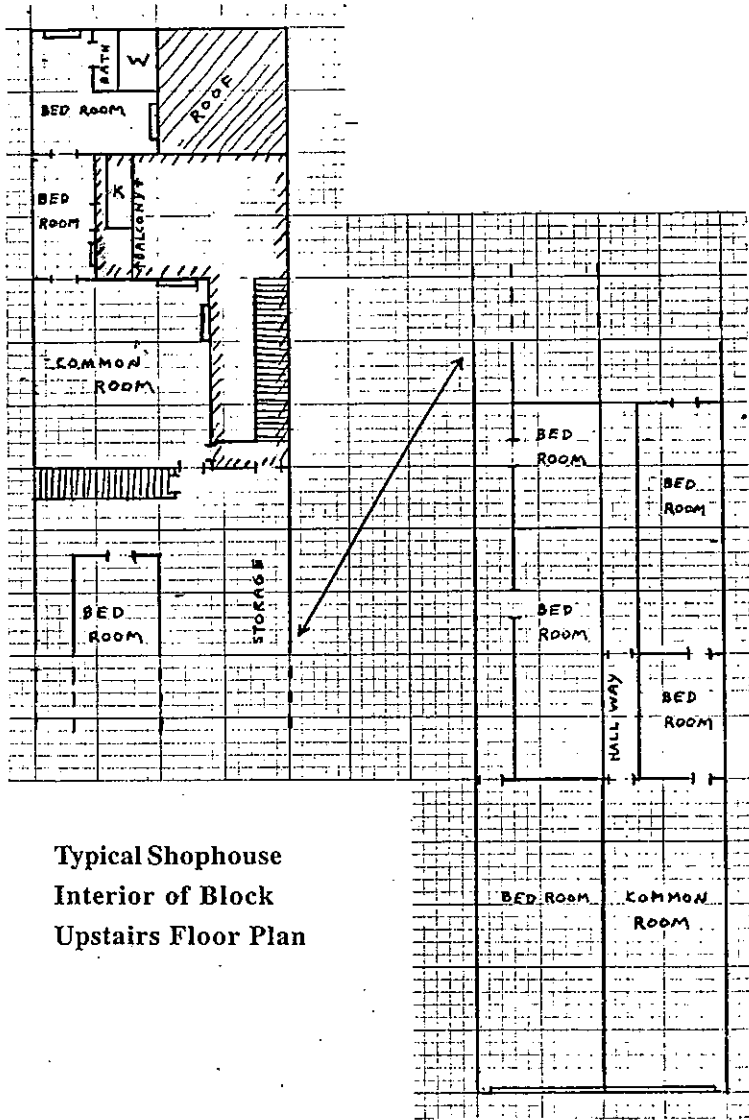 BATH
W
ROOF
BED ROOM
BED
ROOM
K
BALCONY
COMMON
ROOM
BED
ROOM
STORAGE
BED
ROOM
BED
ROOM
BED
ROOM
HALL WAY
BED
ROOM
BED ROOM
COMMON
ROOM
Typical Shophouse
Interior of Block
Upstairs Floor Plan